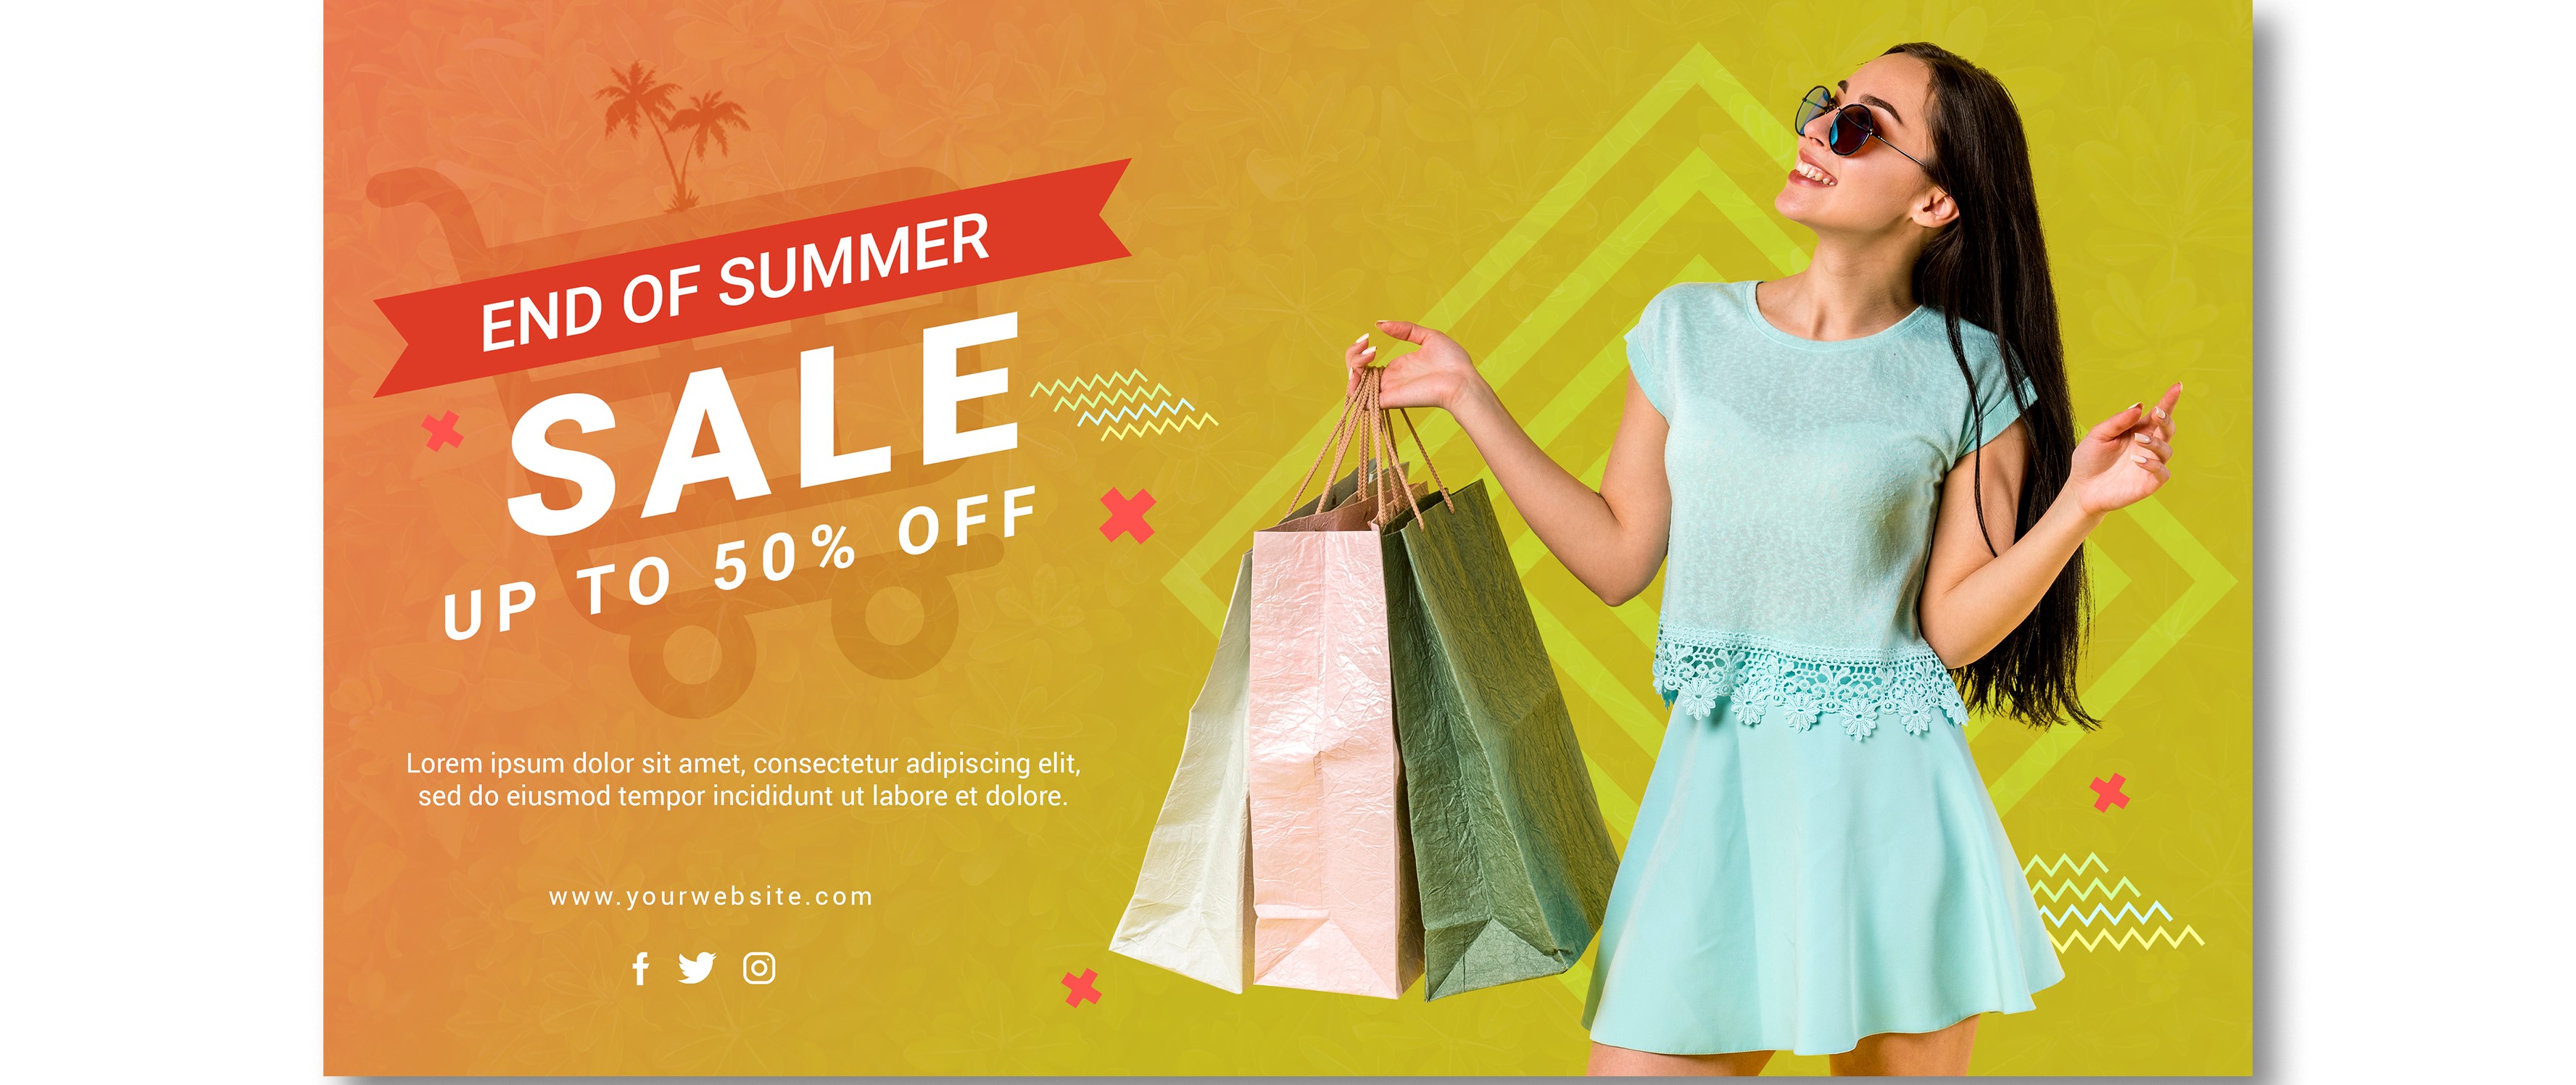 END OF SUMMER
SALE
UP TO 50% OFF
Lorem ipsum dolor sit amet, consectetur adipiscing elit,
sed do eiusmod tempor incididunt ut labore et dolore.
www.yourwebsite.com